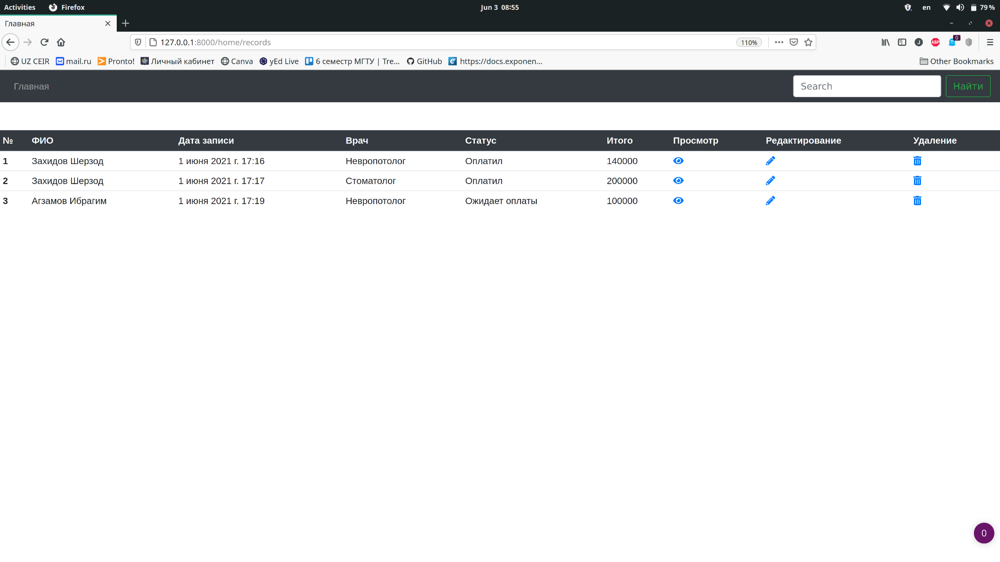 Activities Firefox Jun 3 08:55 en 79 %
Главная
127.0.0.1:8000/home/records 110% J ABP 0
UZ CEIR mail.ru Pronto! Личный кабинет Canva yEd Live 6 семестр МГТУ | Tre... GitHub https://docs.exponen... Other Bookmarks
Главная Search Найти
№ ФИО Дата записи Врач Статус Итого Просмотр Редактирование Удаление
1 Захидов Шерзод 1 июня 2021 г. 17:16 Невропотолог Оплатил 140000
2 Захидов Шерзод 1 июня 2021 г. 17:17 Стоматолог Оплатил 200000
3 Агзамов Ибрагим 1 июня 2021 г. 17:19 Невропотолог Ожидает оплаты 100000
0